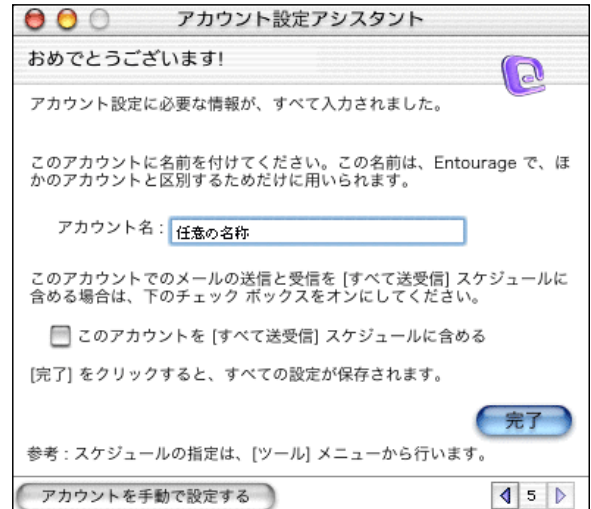 アカウント設定アシスタント
おめでとうございます!
アカウント設定に必要な情報が、すべて入力されました。
このアカウントに名前を付けてください。この名前は、Entourage で、ほ
かのアカウントと区別するためだけに用いられます。
アカウント名 : 任意の名称
このアカウントでのメールの送信と受信を [すべて送受信] スケジュールに
含める場合は、下のチェック ボックスをオンにしてください。
このアカウントを [すべて送受信] スケジュールに含める
[完了] をクリックすると、すべての設定が保存されます。
完了
参考 : スケジュールの指定は、[ツール] メニューから行います。
アカウントを手動で設定する 5